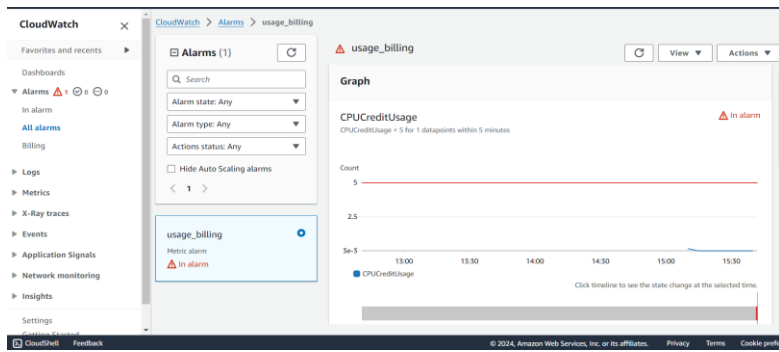 CloudWatch
Favorites and recents
Dashboards
Alarms 1 0 0
In alarm
All alarms
Billing
Logs
Metrics
X-Ray traces
Events
Application Signals
Network monitoring
Insights
Settings
Getting Started
CloudWatch > Alarms > usage_billing
Alarms (1)
Search
Alarm state: Any
Alarm type: Any
Actions status: Any
Hide Auto Scaling alarms
< 1 >
usage_billing
Metric alarm
In alarm
usage_billing
View
Actions
Graph
CPUCreditUsage
In alarm
CPUCreditUsage < 5 for 1 datapoints within 5 minutes
Count
5
2.5
3e-3
13:00 13:30 14:00 14:30 15:00 15:30
CPUCreditUsage
Click timeline to see the state change at the selected time.
CloudShell Feedback
© 2024, Amazon Web Services, Inc. or its affiliates. Privacy Terms Cookie prefe